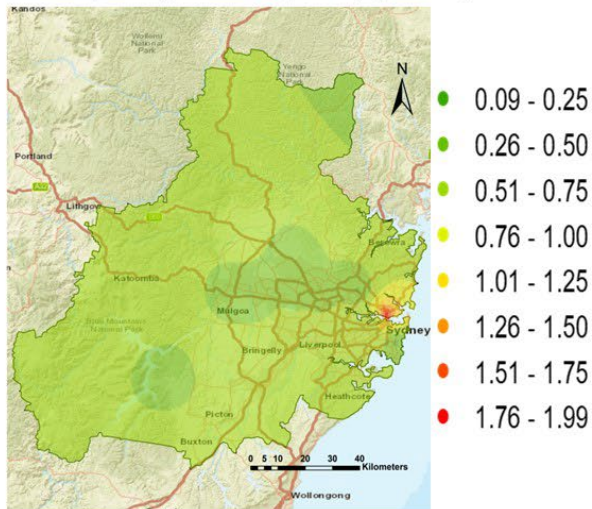 Kandos
Wollemi
National
Park
Yengo
National
Park
N
Portland
A32
Lithgow
Berowra
Katoomba
Mulgoa
Sydney
Blue Mountains
National Park
Bringelly
Liverpool
Heathcote
Picton
Buxton
0 5 10 20 30 40
Kilometers
Wollongong
0.09 - 0.25
0.26 - 0.50
0.51 - 0.75
0.76 - 1.00
1.01 - 1.25
1.26 - 1.50
1.51 - 1.75
1.76 - 1.99